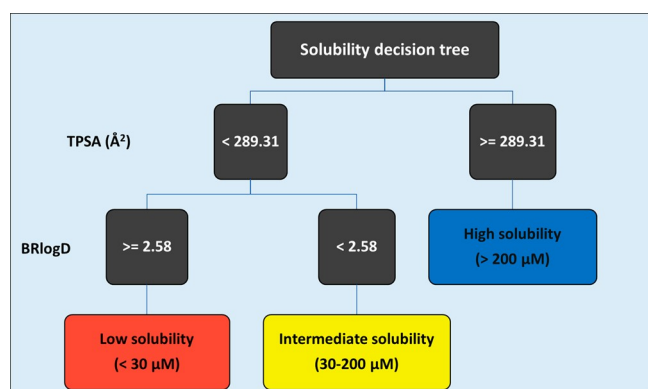 Solubility decision tree
TPSA (Å²)
< 289.31
>= 289.31
BRlogD
>= 2.58
< 2.58
High solubility
(> 200 µM)
Low solubility
(< 30 µM)
Intermediate solubility
(30-200 µM)